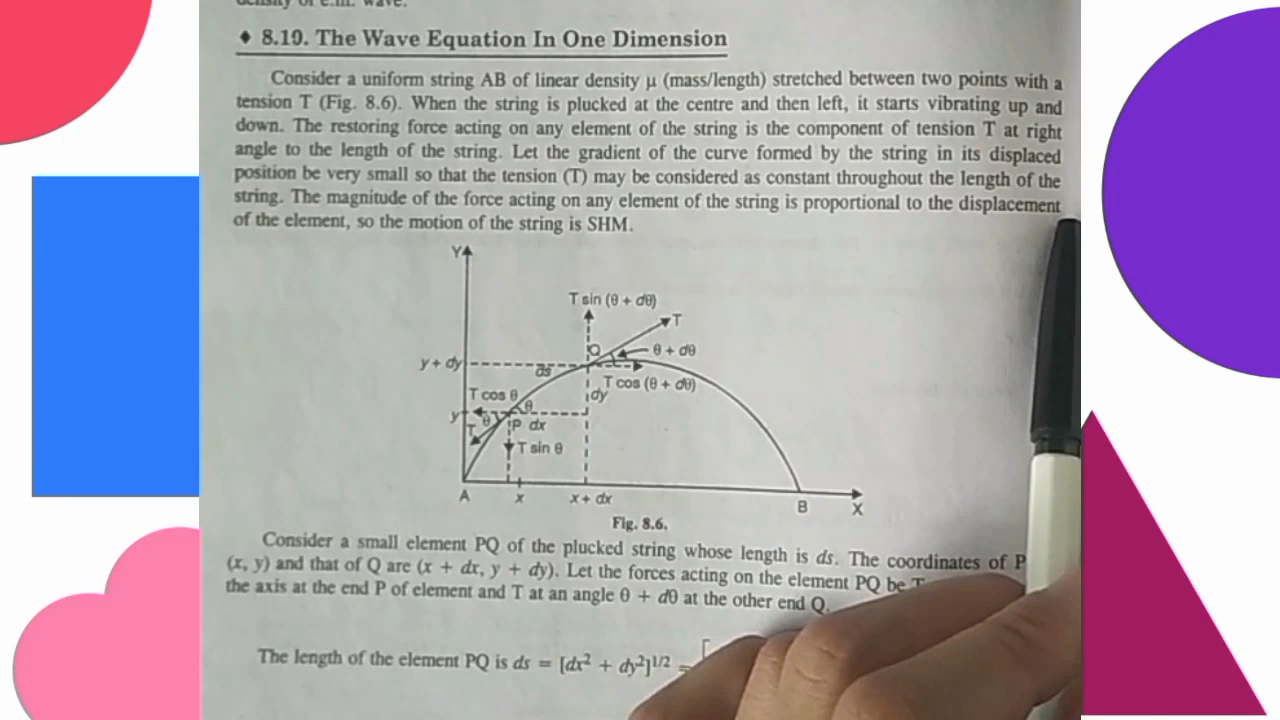 density of e.m. wave.
♦ 8.10. The Wave Equation In One Dimension
Consider a uniform string AB of linear density μ (mass/length) stretched between two points with a
tension T (Fig. 8.6). When the string is plucked at the centre and then left, it starts vibrating up and
down. The restoring force acting on any element of the string is the component of tension T at right
angle to the length of the string. Let the gradient of the curve formed by the string in its displaced
position be very small so that the tension (T) may be considered as constant throughout the length of the
string. The magnitude of the force acting on any element of the string is proportional to the displacement
of the element, so the motion of the string is SHM.
Y
T sin (θ + dθ)
T
Q
θ + dθ
y + dy
ds
T cos (θ + dθ)
T cos θ
dy
θ
y
θ
P dx
T
T sin θ
A
x
x + dx
B
X
Fig. 8.6.
Consider a small element PQ of the plucked string whose length is ds. The coordinates of P
(x, y) and that of Q are (x + dx, y + dy). Let the forces acting on the element PQ be T
the axis at the end P of element and T at an angle θ + dθ at the other end Q.
The length of the element PQ is ds = [dx² + dy²]1/2 = [